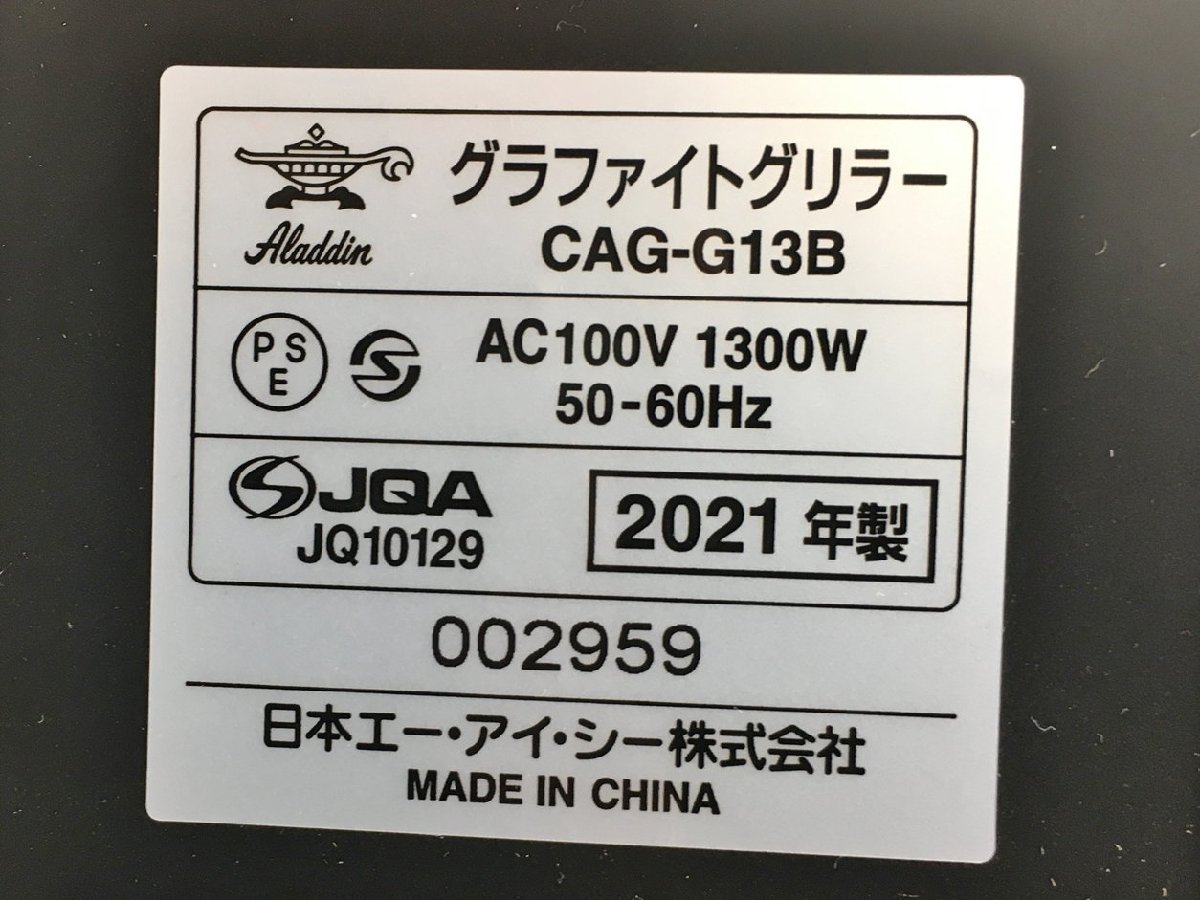 グラファイトグリラー
Aladdin
CAG-G13B
PSE
AC100V 1300W
50-60Hz
JQA
JQ10129
2021 年製
002959
日本エー・アイ・シー株式会社
MADE IN CHINA